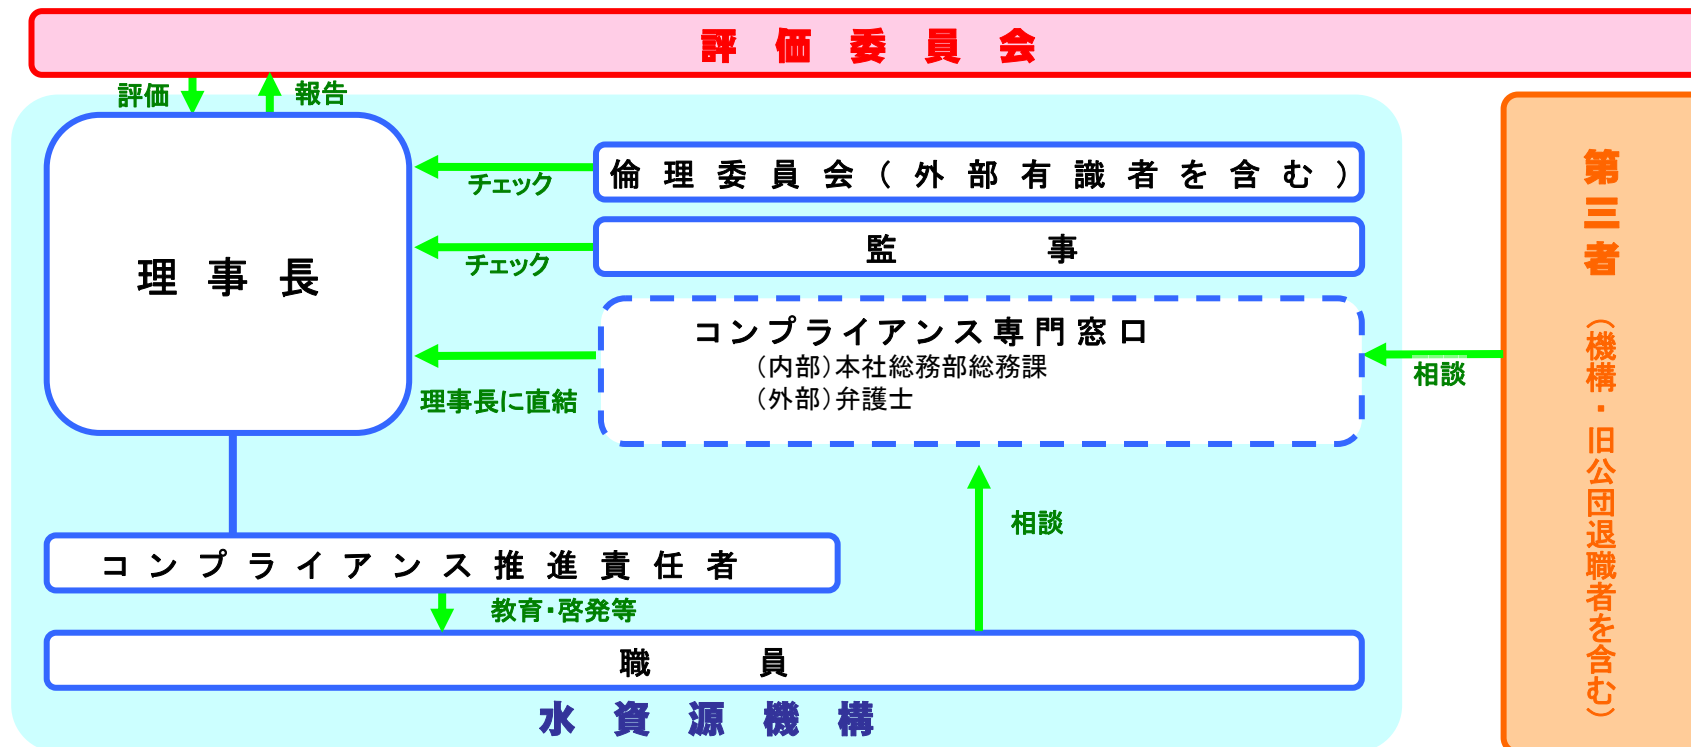 評価委員会
評価
報告
倫理委員会(外部有識者を含む)
チェック
監事
チェック
理事長
コンプライアンス専門窓口
(内部)本社総務部総務課
(外部)弁護士
理事長に直結
相談
第三者
(機構・旧公団退職者を含む)
相談
コンプライアンス推進責任者
教育・啓発等
職員
水資源機構